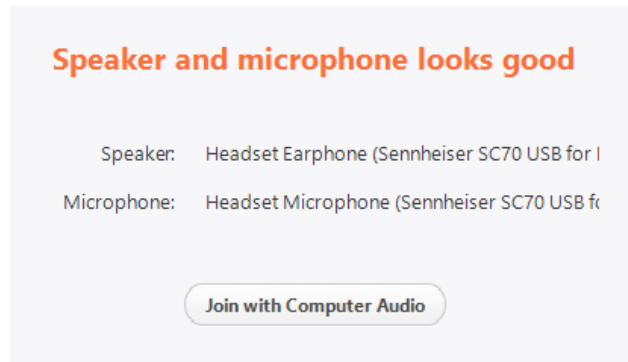 Speaker and microphone looks good
Speaker: Headset Earphone (Sennheiser SC70 USB for
Microphone: Headset Microphone (Sennheiser SC70 USB
Join with Computer Audio